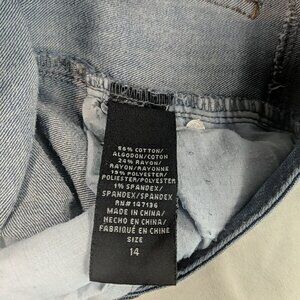 56% COTTON/
ALGODON/COTON
24% RAYON/
RAYON/RAYONNE
19% POLYESTER/
POLIESTER/POLYESTER
1% SPANDEX/
SPANDEX/SPANDEX
RN# 147136
MADE IN CHINA/
HECHO EN CHINA/
FABRIQUÉ EN CHINE
SIZE
14